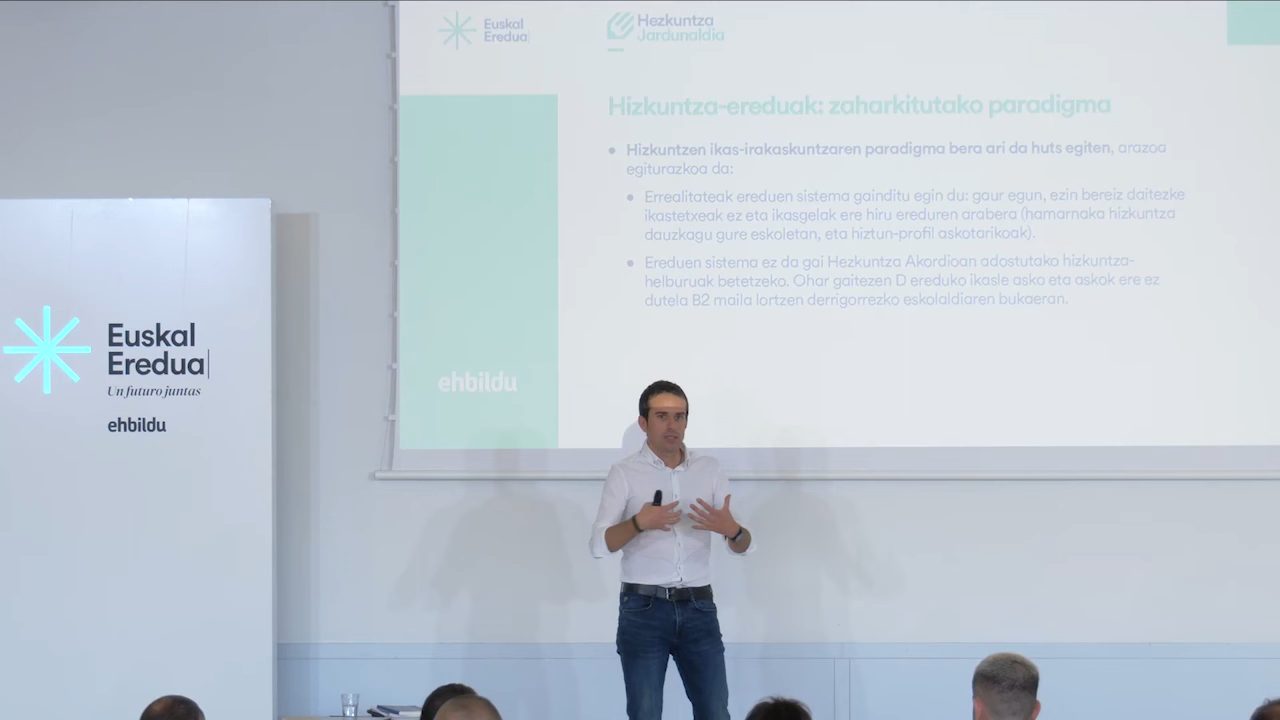 Euskal
Eredua
Hezkuntza
Jardunaldia
Hizkuntza-ereduak: zaharkitutako paradigma
• Hizkuntzen ikas-irakaskuntzaren paradigma bera ari da huts egiten, arazoa
egiturazkoa da:
• Errealitateak ereduen sistema gainditu egin du: gaur egun, ezin bereiz daitezke
ikastetxeak ez eta ikasgelak ere hiru ereduren arabera (hamarnaka hizkuntza
dauzkagu gure eskoletan, eta hiztun-profil askotarikoak).
• Ereduen sistema ez da gai Hezkuntza Akordioan adostutako hizkuntza-
helburuak betetzeko. Ohar gaitezen D ereduko ikasle asko eta askok ere ez
dutela B2 maila lortzen derrigorrezko eskolaldiaren bukaeran.
ehbildu
Euskal
Eredua
Un futuro juntas
ehbildu